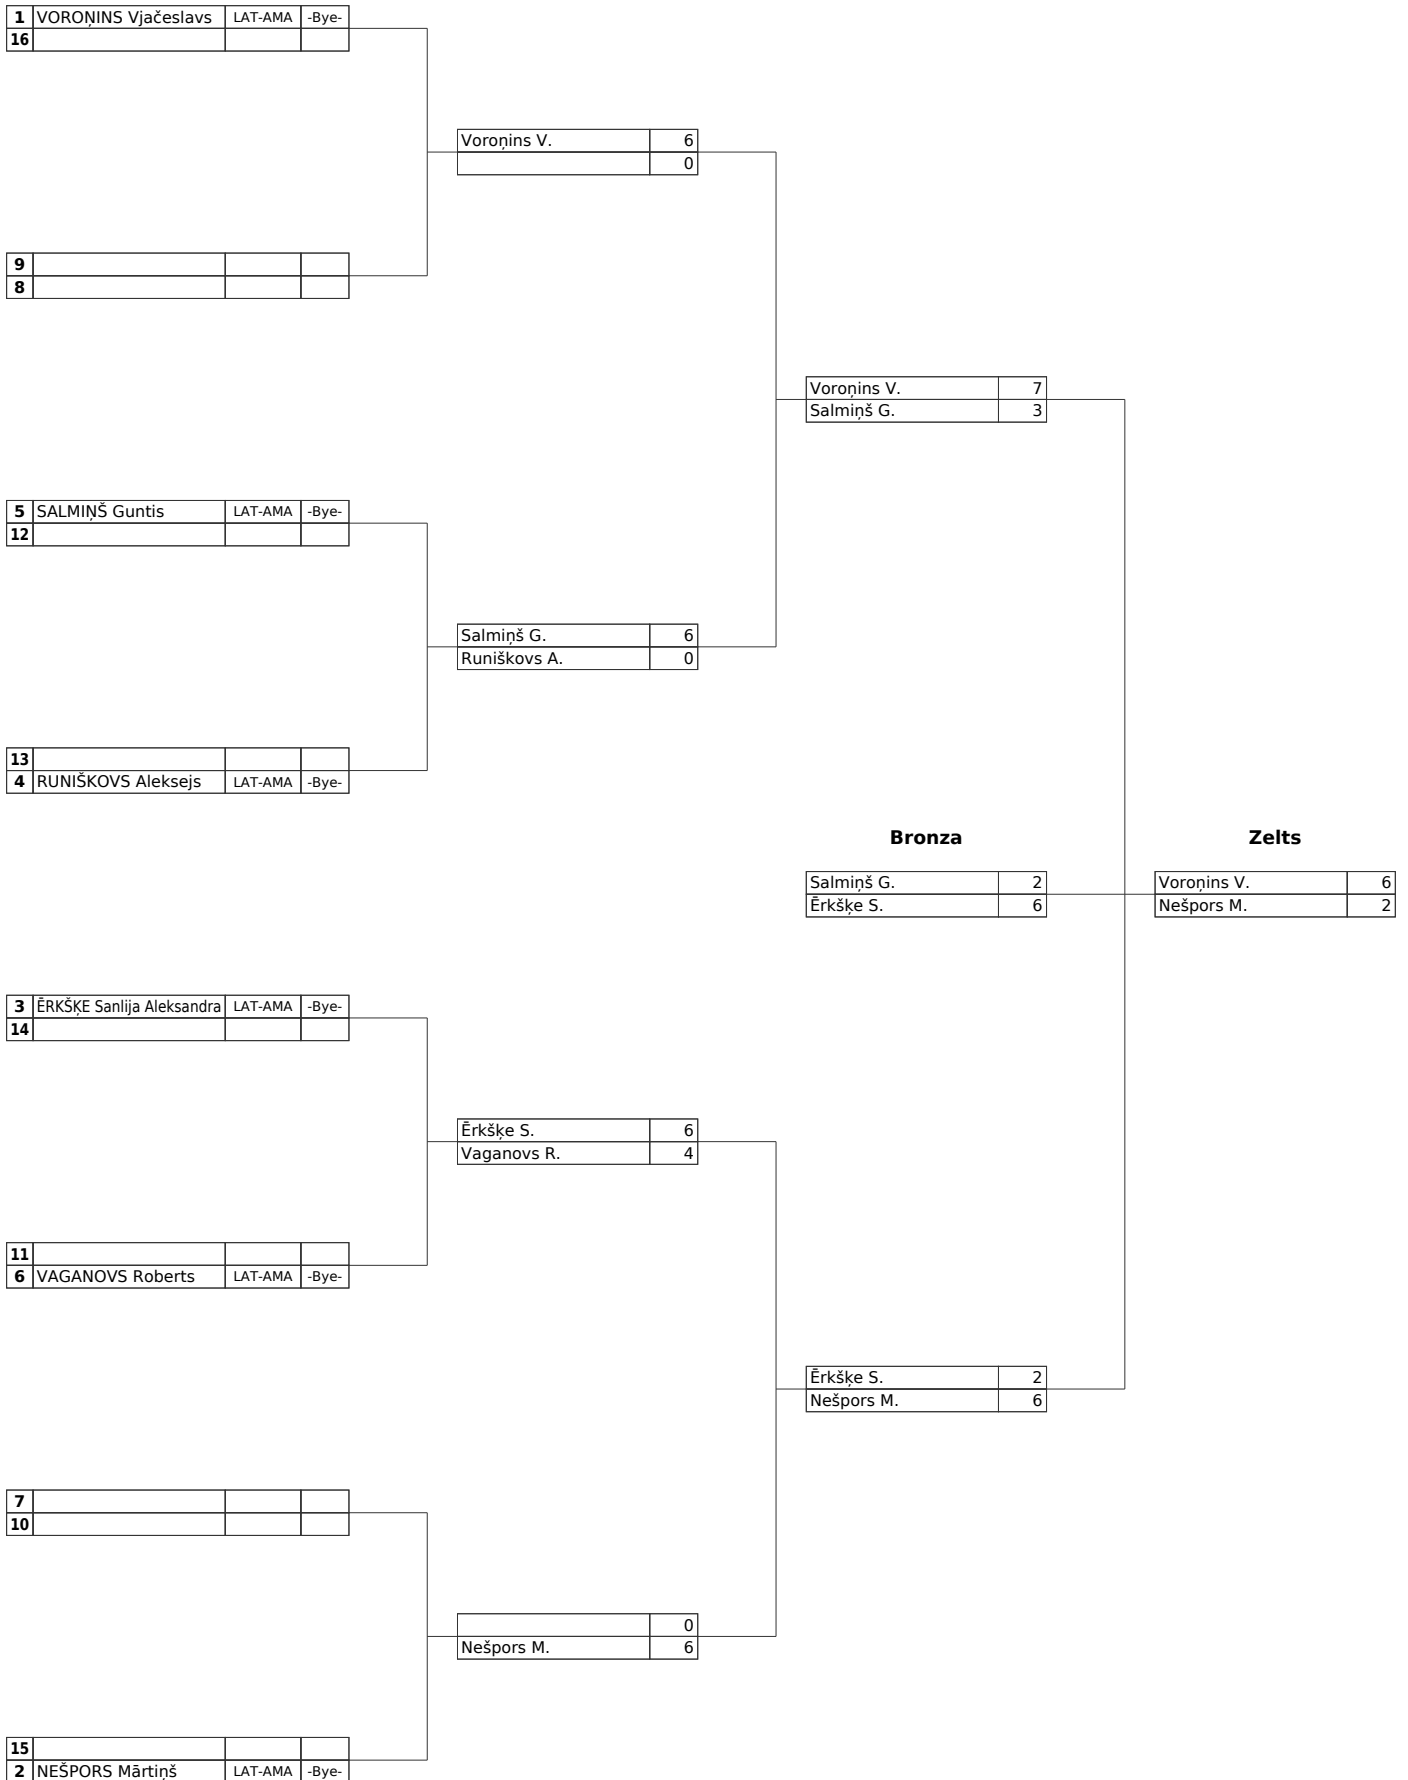 1 VOROŅINS Vjačeslavs LAT-AMA -Bye-
16
Voroņins V. 6
0
9
8
Voroņins V. 7
Salmiņš G. 3
5 SALMIŅŠ Guntis LAT-AMA -Bye-
12
Salmiņš G. 6
Runiškovs A. 0
13
4 RUNIŠKOVS Aleksejs LAT-AMA -Bye-
Bronza Zelts
Salmiņš G. 2 Voroņins V. 6
Ērkšķe S. 6 Nešpors M. 2
3 ĒRKŠĶE Sanlija Aleksandra LAT-AMA -Bye-
14
Ērkšķe S. 6
Vaganovs R. 4
11
6 VAGANOVS Roberts LAT-AMA -Bye-
Ērkšķe S. 2
Nešpors M. 6
7
10
0
Nešpors M. 6
15
2 NEŠPORS Mārtiņš LAT-AMA -Bye-